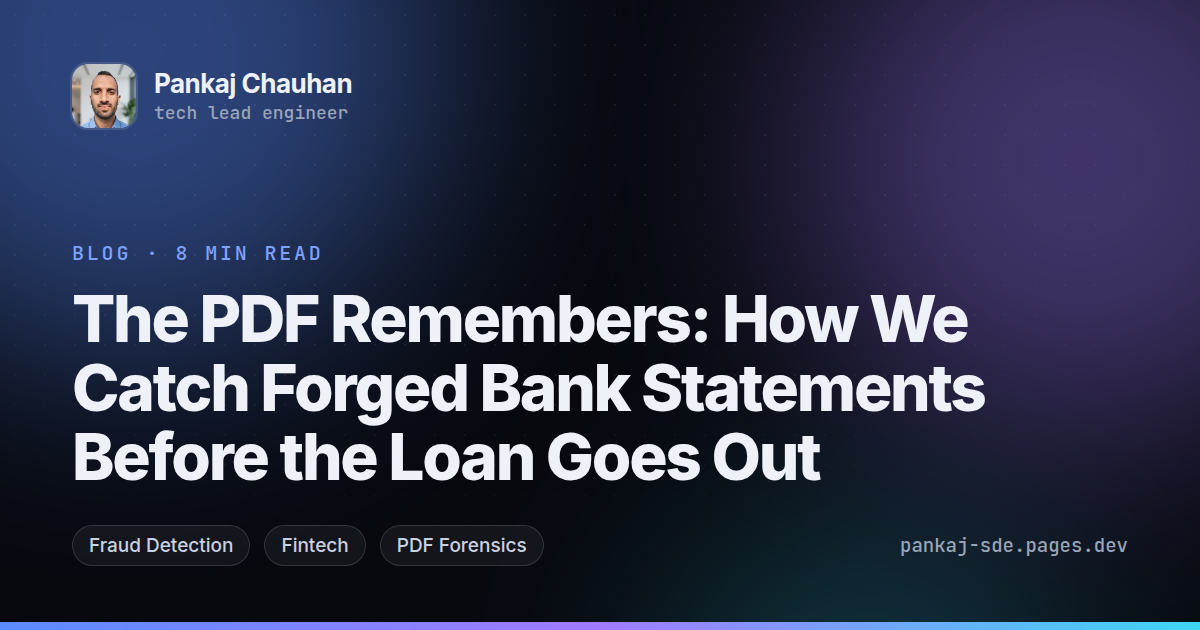 Pankaj Chauhan
tech lead engineer
BLOG · 8 MIN READ
The PDF Remembers: How We
Catch Forged Bank Statements
Before the Loan Goes Out
Fraud Detection
Fintech
PDF Forensics
pankaj-sde.pages.dev